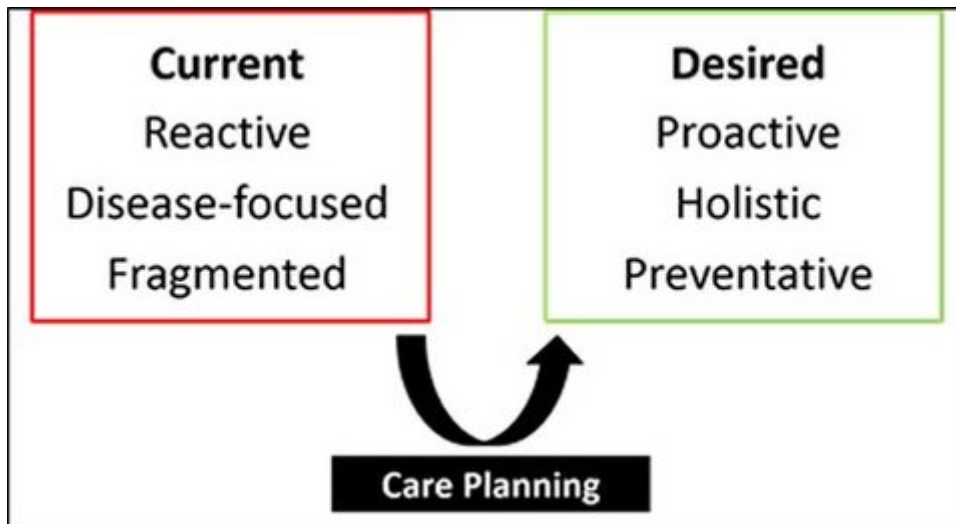 Current
Reactive
Disease-focused
Fragmented
Desired
Proactive
Holistic
Preventative
Care Planning